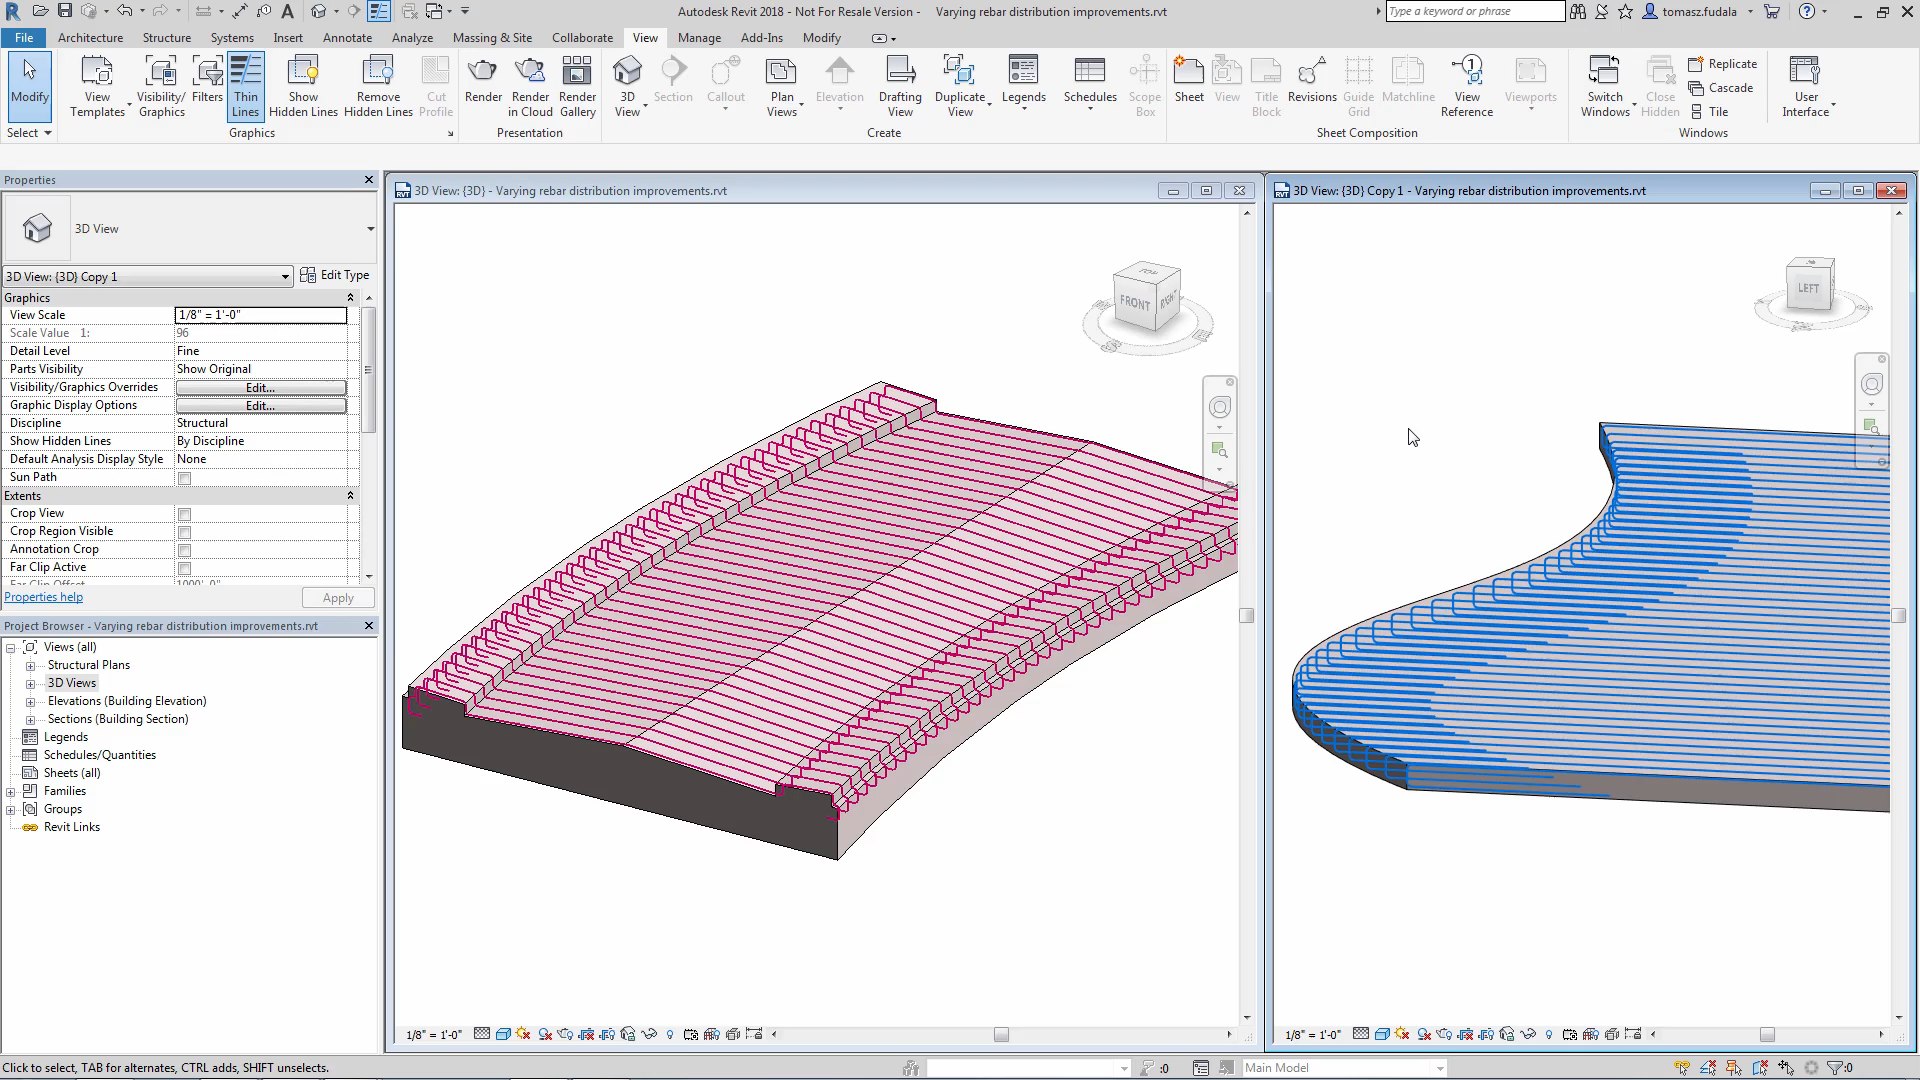 Autodesk Revit 2018 - Not For Resale Version - Varying rebar distribution improvements.rvt
Type a keyword or phrase
tomasz.fudala
File Architecture Structure Systems Insert Annotate Analyze Massing & Site Collaborate View Manage Add-Ins Modify
Modify
View Templates
Visibility/ Graphics
Filters
Thin Lines
Show Hidden Lines
Remove Hidden Lines
Cut Profile
Render
Render in Cloud
Render Gallery
3D View
Section
Callout
Plan Views
Elevation
Drafting View
Duplicate View
Legends
Schedules
Scope Box
Sheet
View
Title Block
Revisions
Guide Grid
Matchline
View Reference
Viewports
Switch Windows
Close Hidden
Replicate
Cascade
Tile
User Interface
Select
Graphics
Presentation
Create
Sheet Composition
Windows
Properties
3D View
3D View: {3D} Copy 1
Edit Type
Graphics
View Scale 1/8" = 1'-0"
Scale Value 1: 96
Detail Level Fine
Parts Visibility Show Original
Visibility/Graphics Overrides Edit...
Graphic Display Options Edit...
Discipline Structural
Show Hidden Lines By Discipline
Default Analysis Display Style None
Sun Path
Extents
Crop View
Crop Region Visible
Annotation Crop
Far Clip Active
Far Clip Offset 1000' 0"
Properties help
Apply
Project Browser - Varying rebar distribution improvements.rvt
Views (all)
Structural Plans
3D Views
Elevations (Building Elevation)
Sections (Building Section)
Legends
Schedules/Quantities
Sheets (all)
Families
Groups
Revit Links
3D View: {3D} - Varying rebar distribution improvements.rvt
TOP
FRONT
RIGHT
1/8" = 1'-0"
3D View: {3D} Copy 1 - Varying rebar distribution improvements.rvt
LEFT
1/8" = 1'-0"
Click to select, TAB for alternates, CTRL adds, SHIFT unselects.
:0
Main Model
:0